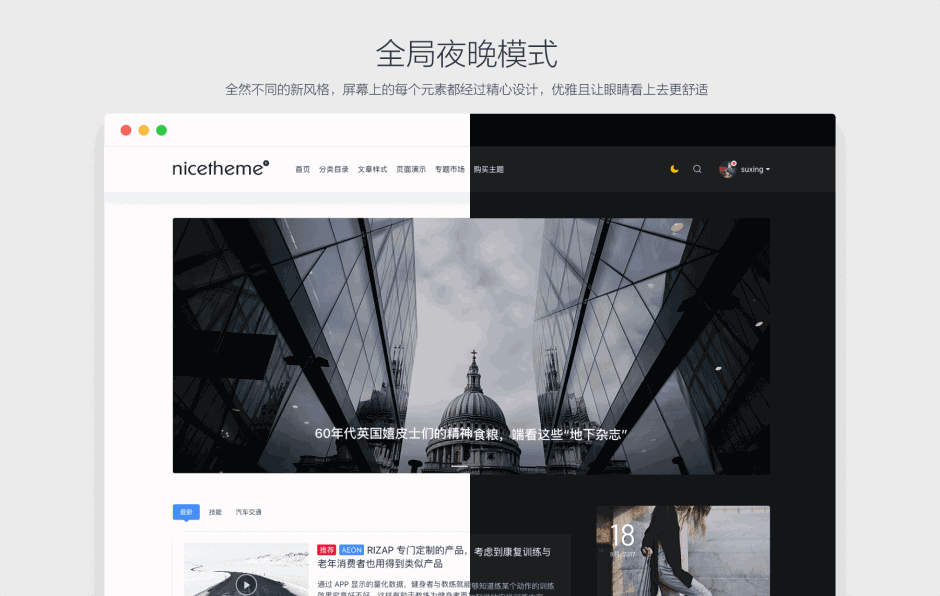 全局夜晚模式
全然不同的新风格，屏幕上的每个元素都经过精心设计，优雅且让眼睛看上去更舒适
nicetheme
首页 分类目录 文章样式 页面演示 专题市场 购买主题
suxing
60年代英国嬉皮士们的精神食粮，端看这些“地下杂志”
最新 技能 汽车交通
18
9月, 2017
推荐 AEON RIZAP 专门定制的产品，考虑到康复训练与
老年消费者也用得到类似产品
通过 APP 显示的量化数据，健身者与教练就能够知道练某个动作的训练